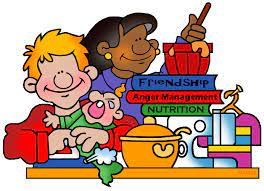 FRiENDSHiP
Anger Management
NUTRITION